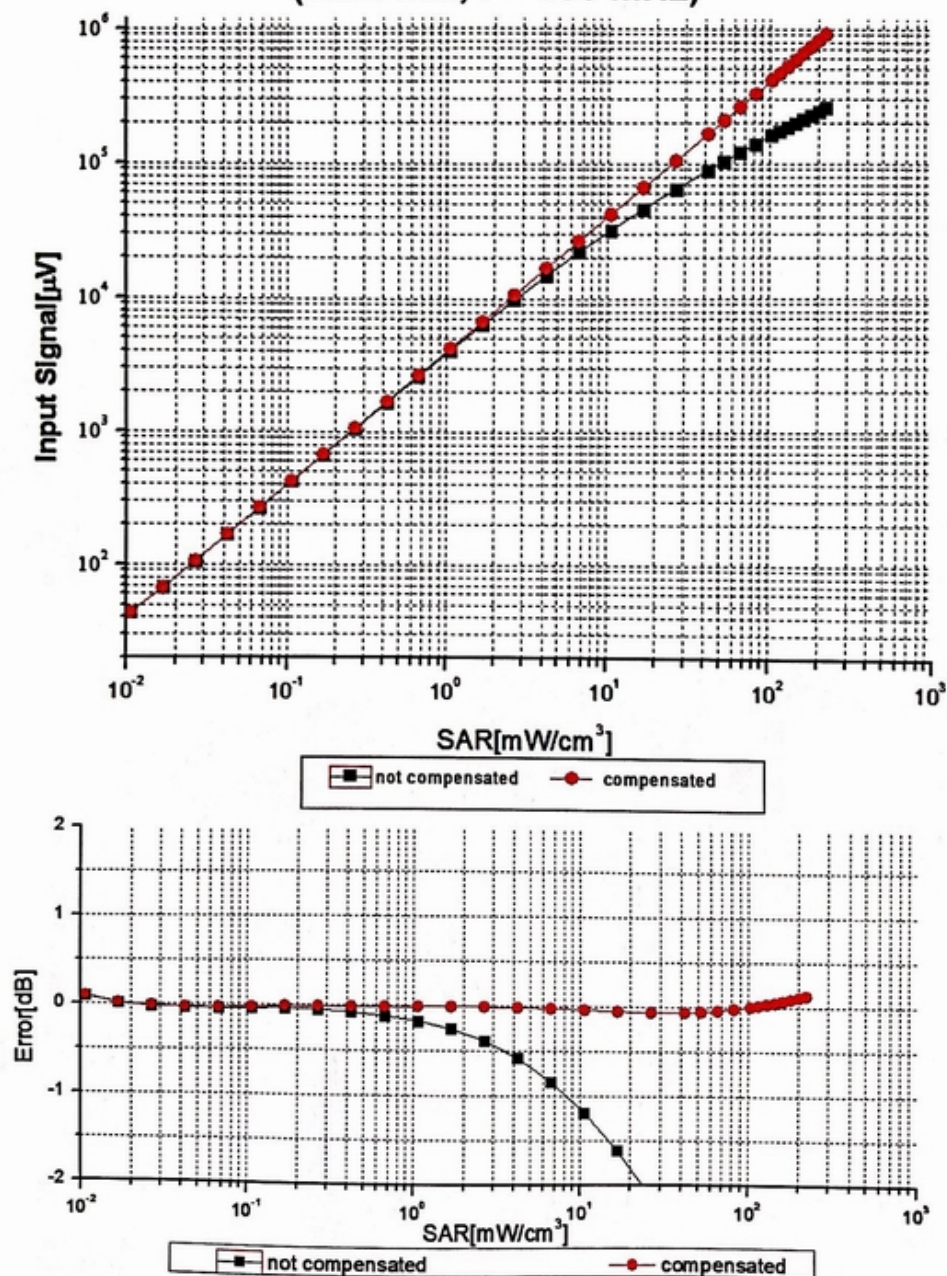 10⁶
10⁵
10⁴
10³
10²
Input Signal[µV]
10⁻² 10⁻¹ 10⁰ 10¹ 10² 10³
SAR[mW/cm³]
not compensated compensated
2
1
0
-1
-2
Error[dB]
10⁻² 10⁻¹ 10⁰ 10¹ 10² 10³
SAR[mW/cm³]
not compensated compensated